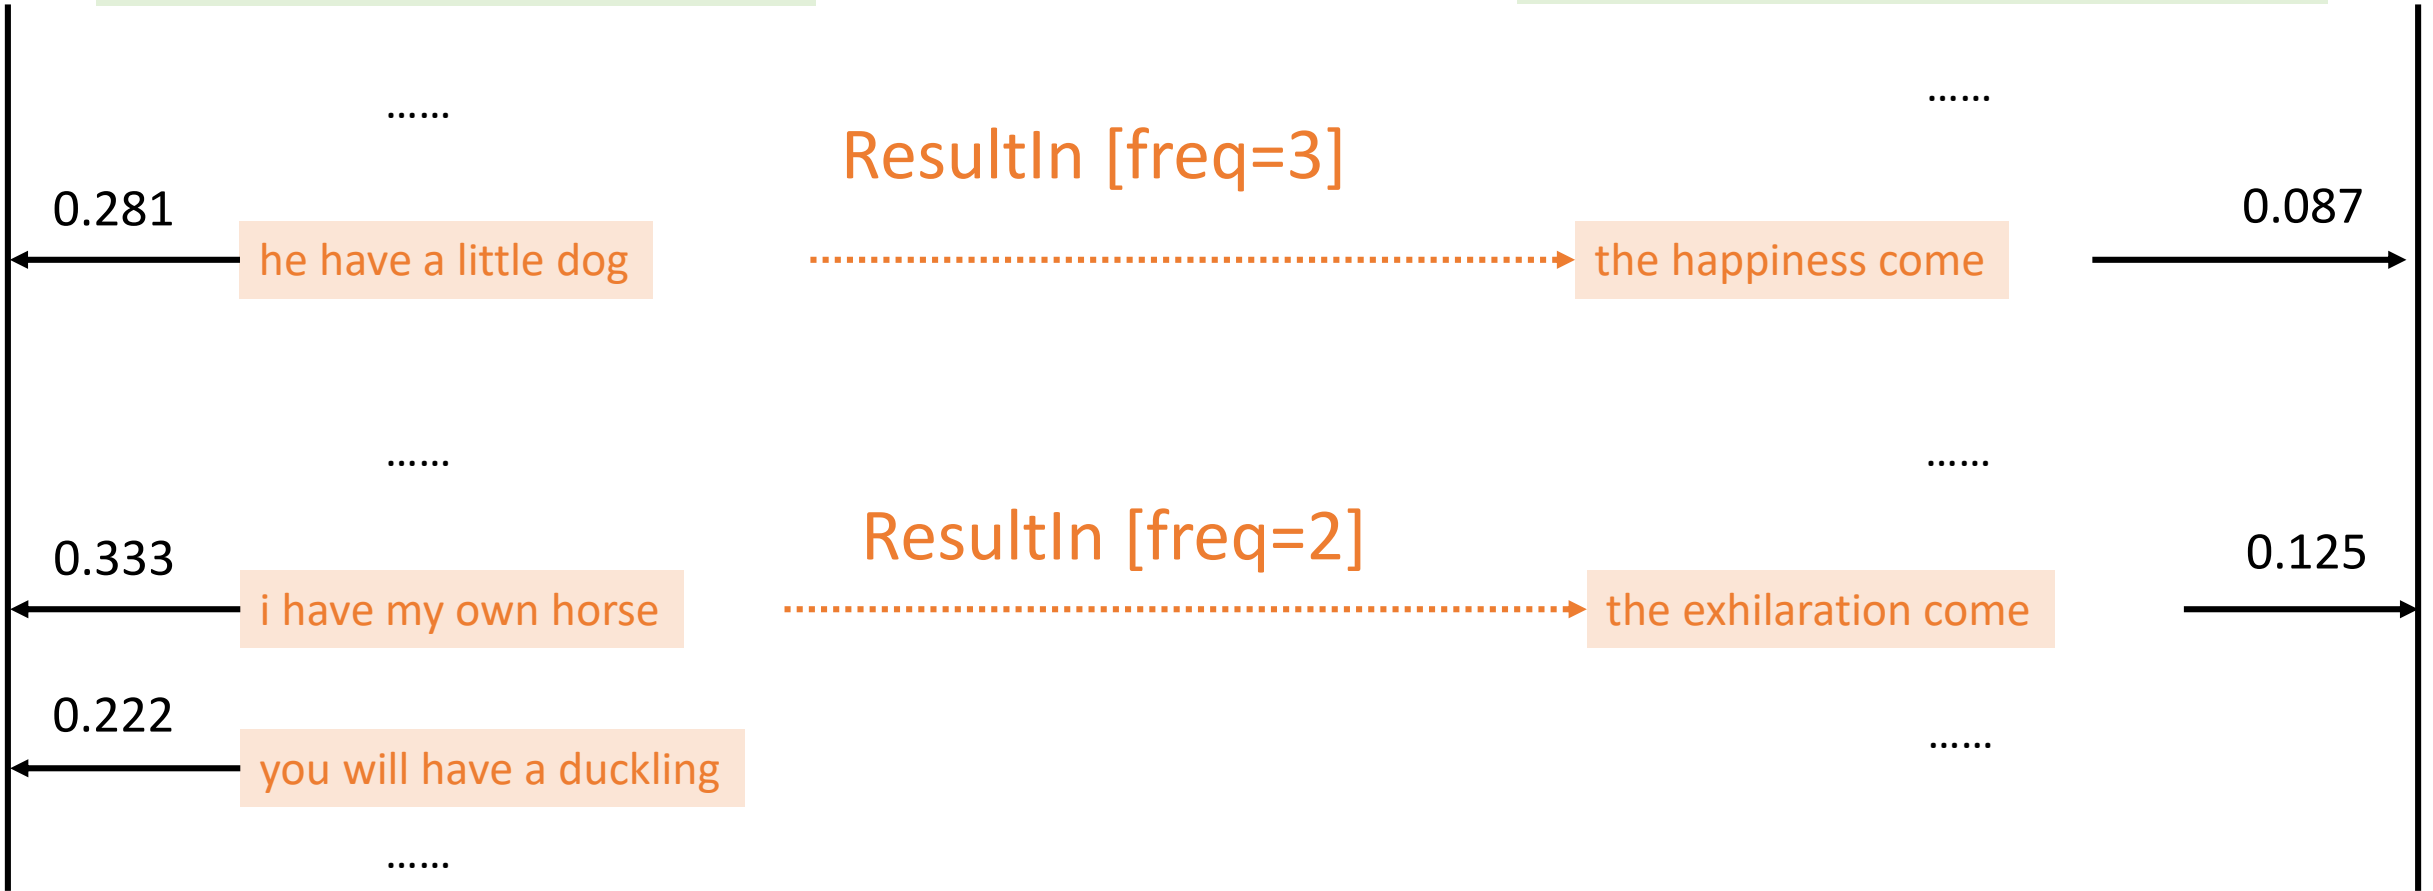 ......
......
ResultIn [freq=3]
0.281
0.087
he have a little dog
the happiness come
......
......
ResultIn [freq=2]
0.333
0.125
i have my own horse
the exhilaration come
0.222
......
you will have a duckling
......